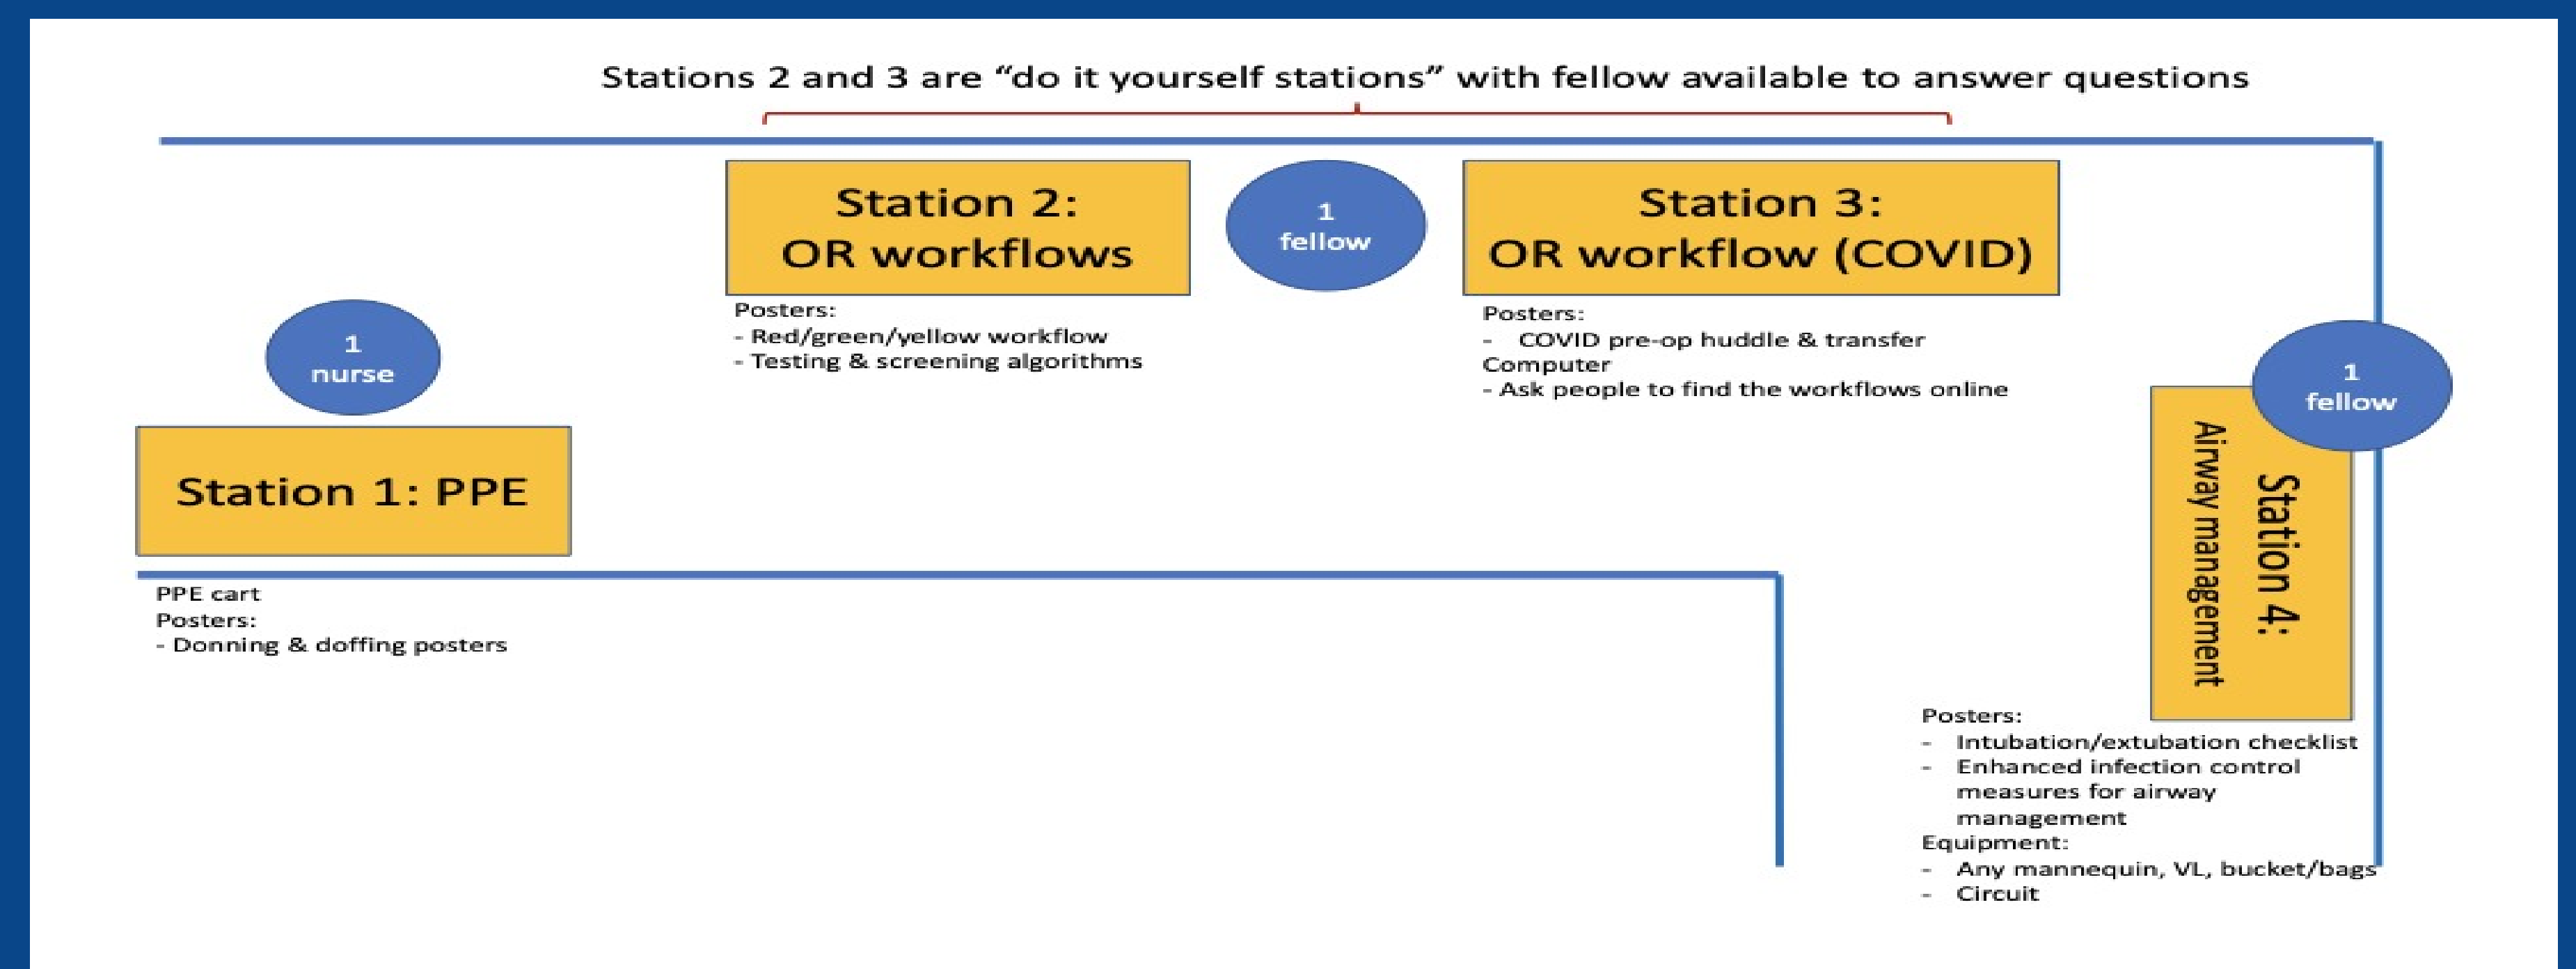 Stations 2 and 3 are “do it yourself stations” with fellow available to answer questions
1
nurse
Station 1: PPE
PPE cart
Posters:
- Donning & doffing posters
Station 2:
OR workflows
Posters:
- Red/green/yellow workflow
- Testing & screening algorithms
1
fellow
Station 3:
OR workflow (COVID)
Posters:
- COVID pre-op huddle & transfer
Computer
- Ask people to find the workflows online
1
fellow
Station 4:
Airway management
Posters:
- Intubation/extubation checklist
- Enhanced infection control
measures for airway
management
Equipment:
- Any mannequin, VL, bucket/bags
- Circuit